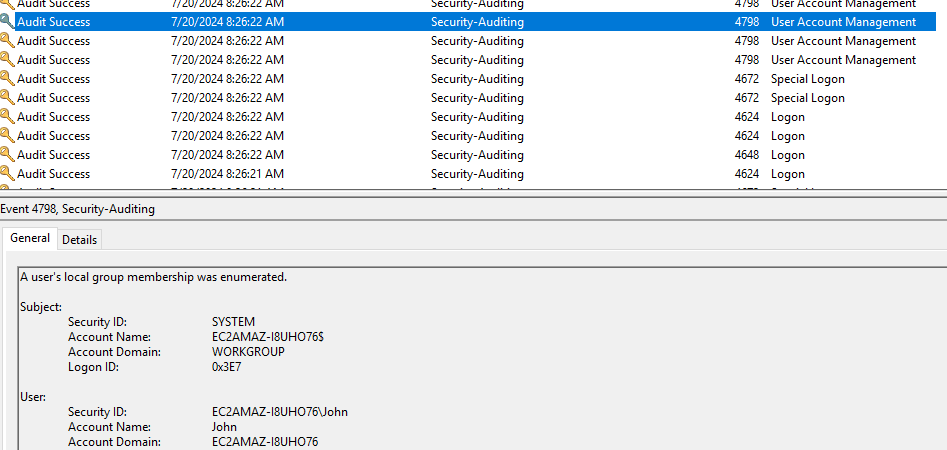 Audit Success 7/20/2024 8:26:22 AM Security-Auditing 4798 User Account Management
Audit Success 7/20/2024 8:26:22 AM Security-Auditing 4798 User Account Management
Audit Success 7/20/2024 8:26:22 AM Security-Auditing 4798 User Account Management
Audit Success 7/20/2024 8:26:22 AM Security-Auditing 4798 User Account Management
Audit Success 7/20/2024 8:26:22 AM Security-Auditing 4672 Special Logon
Audit Success 7/20/2024 8:26:22 AM Security-Auditing 4672 Special Logon
Audit Success 7/20/2024 8:26:22 AM Security-Auditing 4624 Logon
Audit Success 7/20/2024 8:26:22 AM Security-Auditing 4624 Logon
Audit Success 7/20/2024 8:26:22 AM Security-Auditing 4648 Logon
Audit Success 7/20/2024 8:26:21 AM Security-Auditing 4624 Logon
Event 4798, Security-Auditing
General Details
A user's local group membership was enumerated.
Subject:
Security ID: SYSTEM
Account Name: EC2AMAZ-I8UHO76$
Account Domain: WORKGROUP
Logon ID: 0x3E7
User:
Security ID: EC2AMAZ-I8UHO76\John
Account Name: John
Account Domain: EC2AMAZ-I8UHO76